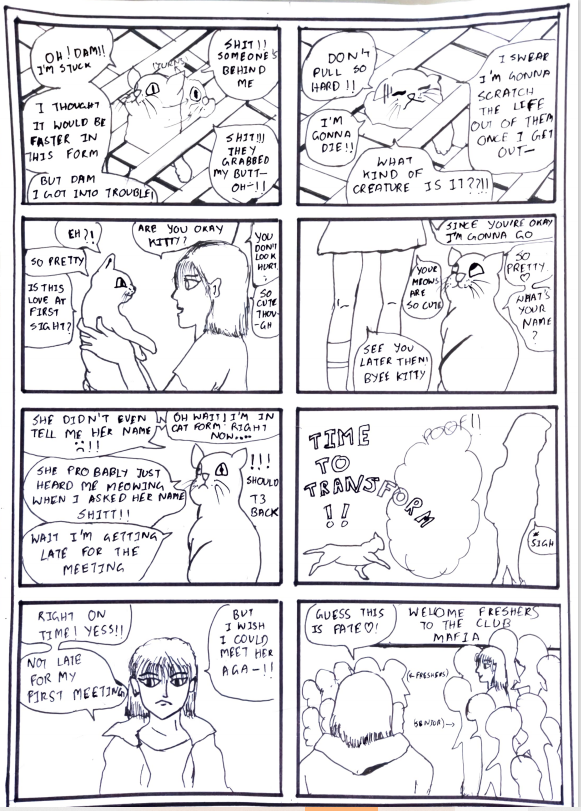 OH! DAM!!
I'M STUCK
SHIT!!
SOMEONE'S
BEHIND
ME
I THOUGHT
IT WOULD BE
FASTER IN
THIS FORM
SHIT!!!
THEY
GRABBED
MY BUTT—
OH—!!
BUT DAM
I GOT INTO TROUBLE!
DON'T
PULL SO
HARD!!
I SWEAR
I'M GONNA
SCRATCH
THE LIFE
OUT OF THEM
ONCE I GET
OUT—
I'M
GONNA
DIE!!
WHAT
KIND OF
CREATURE IS IT??!!
EH?!
ARE YOU OKAY
KITTY?
YOU
DON'T
LOOK
HURT.
SO PRETTY
IS THIS
LOVE AT
FIRST
SIGHT?
SO
CUTE
THOU-
GH
SINCE YOU'RE OKAY
I'M GONNA GO
YOUR
MEOWS
ARE
SO CUTE
SO
PRETTY
♡
WHAT'S
YOUR
NAME
?
SEE YOU
LATER THEN!
BYEE KITTY
SHE DIDN'T EVEN
TELL ME HER NAME
!!
OH WAIT! I'M IN
CAT FORM RIGHT
NOW....
SHE PROBABLY JUST
HEARD ME MEOWING
WHEN I ASKED HER NAME
SHITT!!
!!!
SHOULD
T3
BACK
WAIT I'M GETTING
LATE FOR THE
MEETING
TIME
TO
TRANSFORM
!!
POOF!!
*
SIGH
RIGHT ON
TIME! YESS!!
BUT
I WISH
I COULD
MEET HER
AGA—!!
NOT LATE
FOR MY
FIRST MEETING
GUESS THIS
IS FATE♡!
WELOME FRESHERS
TO THE CLUB
MAFIA
(←FRESHERS)
SENIOR)→